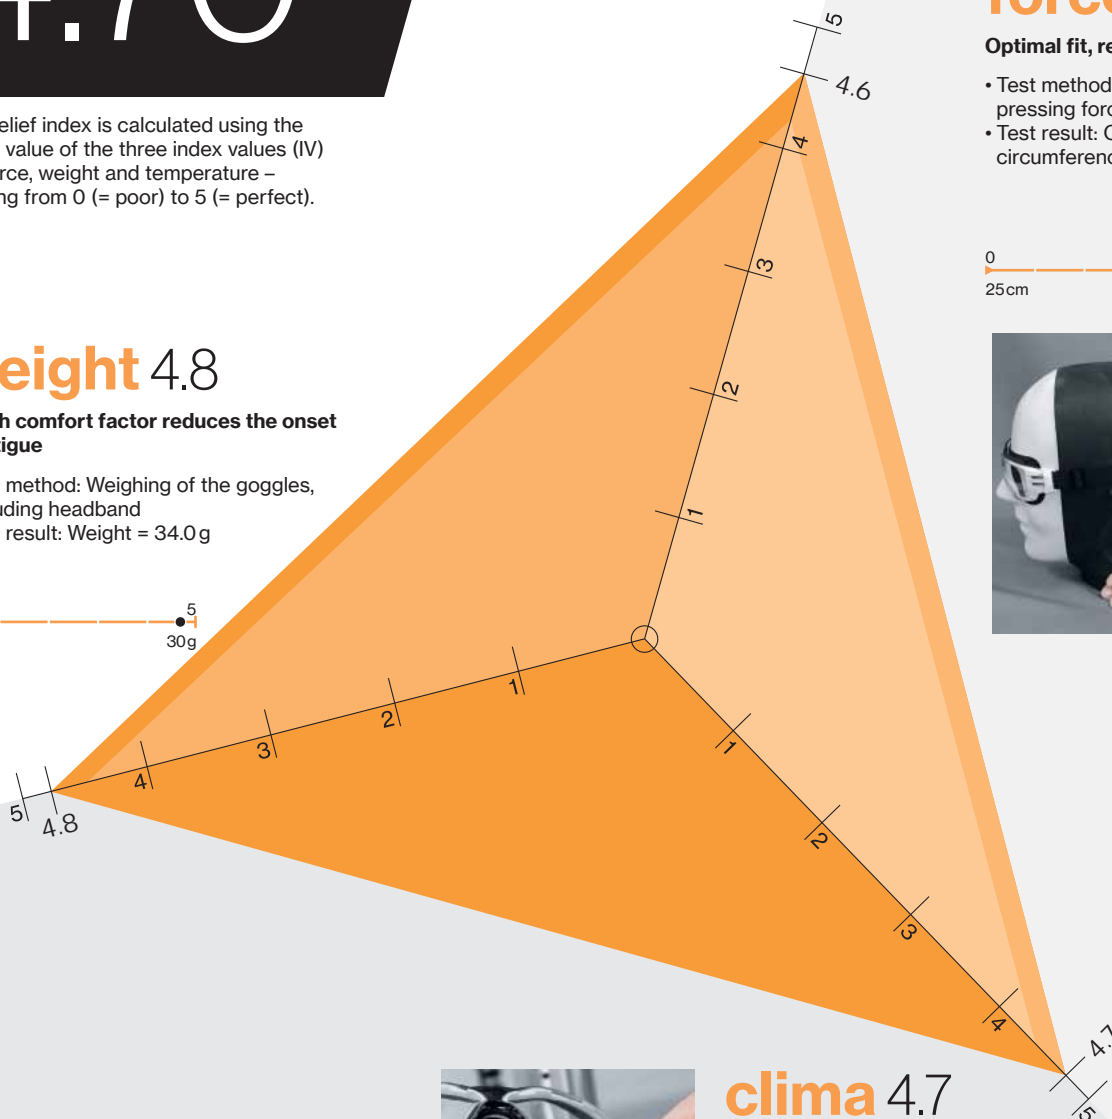 4.70
elief index is calculated using the
value of the three index values (IV)
rce, weight and temperature –
ng from 0 (= poor) to 5 (= perfect).
eight 4.8
h comfort factor reduces the onset
tigue
method: Weighing of the goggles,
uding headband
result: Weight = 34.0 g
5
30 g
force
Optimal fit, re
• Test method
pressing forc
• Test result: C
circumferenc
0
25 cm
5
4.6
4
3
2
1
1
2
3
4
4.8
5
1
2
3
4
4.7
5
clima 4.7